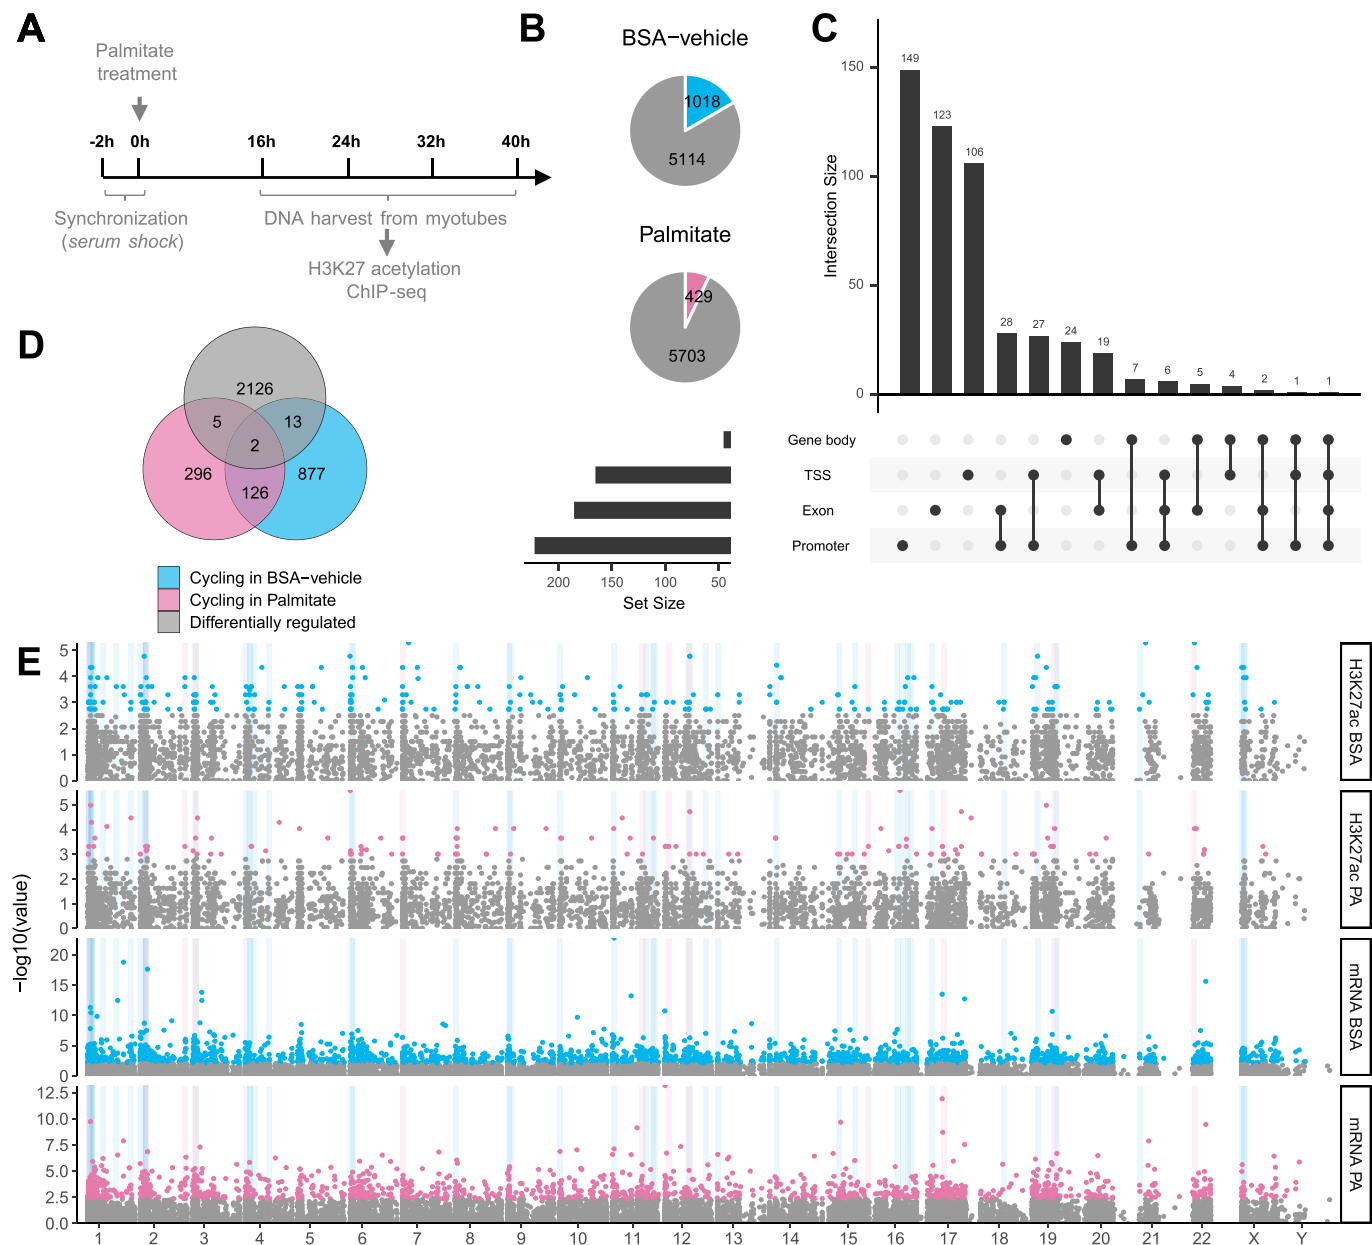 A
Palmitate
treatment
-2h 0h 16h 24h 32h 40h
Synchronization
(serum shock)
DNA harvest from myotubes
H3K27 acetylation
ChIP-seq
B
BSA−vehicle
1018
5114
Palmitate
429
5703
C
Intersection Size
150
100
50
0
149
123
106
28
27
24
19
7
6
5
4
2
1
1
Gene body
TSS
Exon
Promoter
200 150 100 50
Set Size
D
2126
5
13
2
296
877
126
Cycling in BSA−vehicle
Cycling in Palmitate
Differentially regulated
E
−log10(value)
5
4
3
2
1
0
H3K27ac BSA
5
4
3
2
1
0
H3K27ac PA
20
15
10
5
0
mRNA BSA
12.5
10.0
7.5
5.0
2.5
0.0
mRNA PA
1 2 3 4 5 6 7 8 9 10 11 12 13 14 15 16 17 18 19 20 21 22 X Y